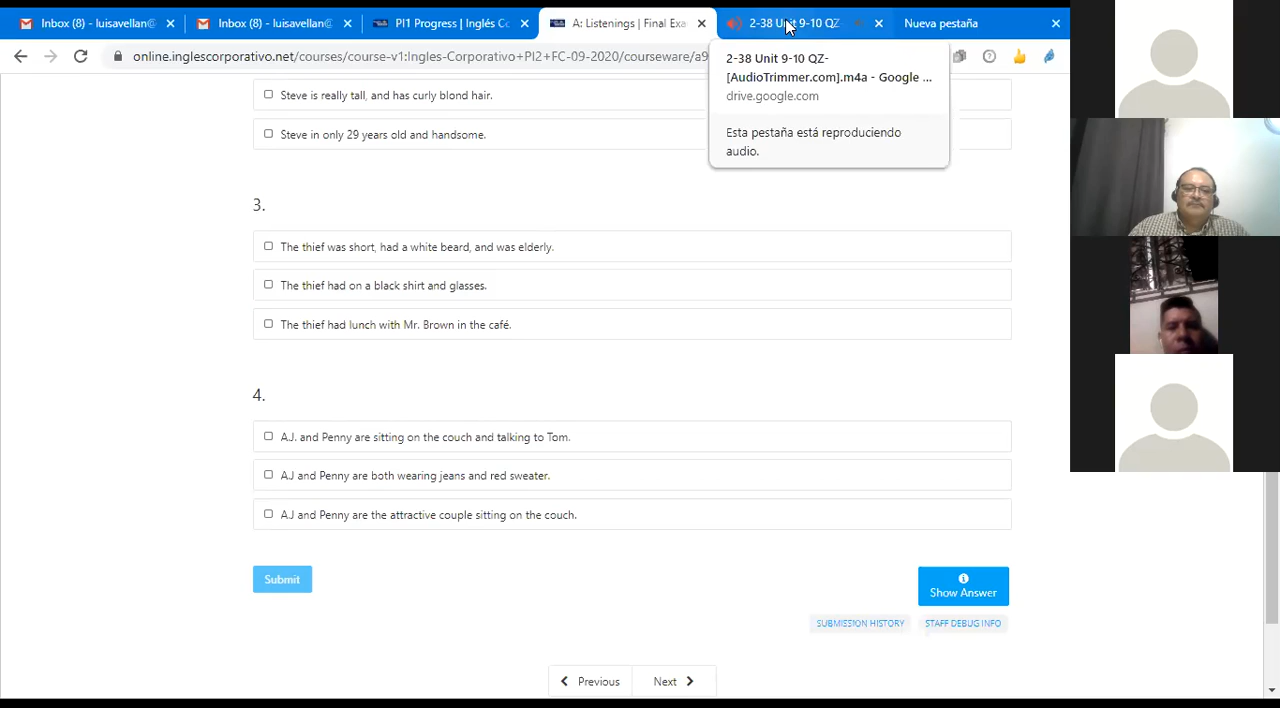 Inbox (8) - luisavellan@
Inbox (8) - luisavellan@
PI1 Progress | Inglés Co
A: Listenings | Final Exa
2-38 Unit 9-10 QZ
Nueva pestaña
online.inglescorporativo.net/courses/course-v1:Ingles-Corporativo+PI2+FC-09-2020/courseware/a9
2-38 Unit 9-10 QZ-
[AudioTrimmer.com].m4a - Google ...
drive.google.com
Esta pestaña está reproduciendo
audio.
Steve is really tall, and has curly blond hair.
Steve in only 29 years old and handsome.
3.
The thief was short, had a white beard, and was elderly.
The thief had on a black shirt and glasses.
The thief had lunch with Mr. Brown in the café.
4.
A.J. and Penny are sitting on the couch and talking to Tom.
A.J and Penny are both wearing jeans and red sweater.
A.J and Penny are the attractive couple sitting on the couch.
Submit
Show Answer
SUBMISSION HISTORY
STAFF DEBUG INFO
Previous
Next